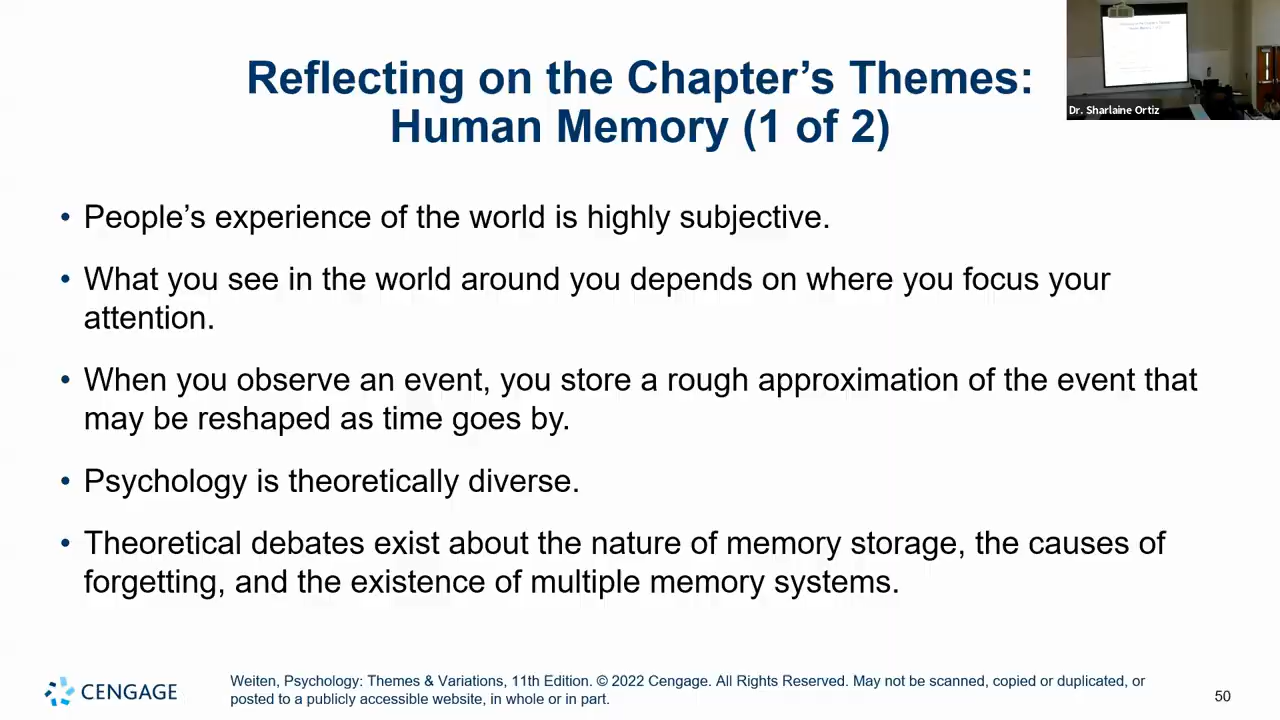 Reflecting on the Chapter’s Themes:
Human Memory (1 of 2)
Dr. Sharlaine Ortiz
• People’s experience of the world is highly subjective.
• What you see in the world around you depends on where you focus your
attention.
• When you observe an event, you store a rough approximation of the event that
may be reshaped as time goes by.
• Psychology is theoretically diverse.
• Theoretical debates exist about the nature of memory storage, the causes of
forgetting, and the existence of multiple memory systems.
CENGAGE
Weiten, Psychology: Themes & Variations, 11th Edition. © 2022 Cengage. All Rights Reserved. May not be scanned, copied or duplicated, or
posted to a publicly accessible website, in whole or in part.
50